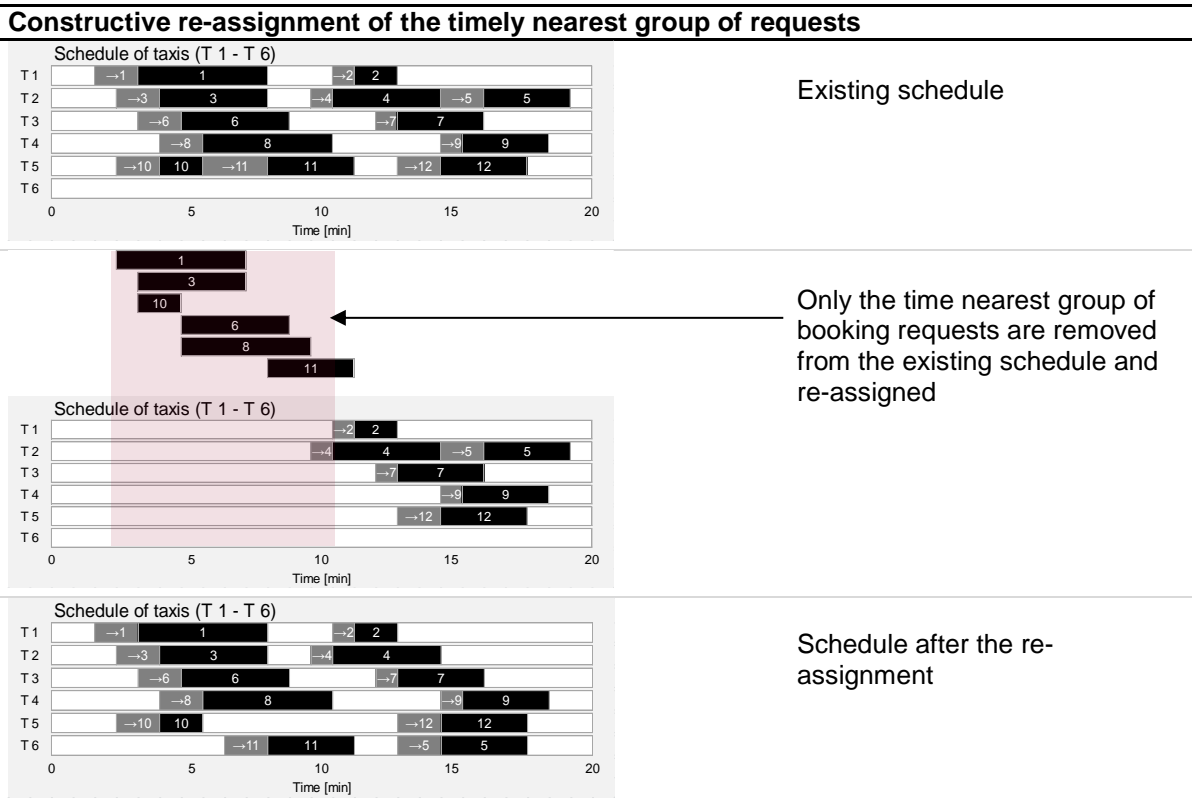 Constructive re-assignment of the timely nearest group of requests
Schedule of taxis (T 1 - T 6)
T 1 →1 1 →2 2
T 2 →3 3 →4 4 →5 5
T 3 →6 6 →7 7
T 4 →8 8 →9 9
T 5 →10 10 →11 11 →12 12
T 6
0 5 10 15 20
Time [min]
Existing schedule
1
3
10
6
8
11
Only the time nearest group of
booking requests are removed
from the existing schedule and
re-assigned
Schedule of taxis (T 1 - T 6)
T 1 →2 2
T 2 →4 4 →5 5
T 3 →7 7
T 4 →9 9
T 5 →12 12
T 6
0 5 10 15 20
Time [min]
Schedule of taxis (T 1 - T 6)
T 1 →1 1 →2 2
T 2 →3 3 →4 4
T 3 →6 6 →7 7
T 4 →8 8 →9 9
T 5 →10 10 →12 12
T 6 →11 11 →5 5
0 5 10 15 20
Time [min]
Schedule after the re-
assignment